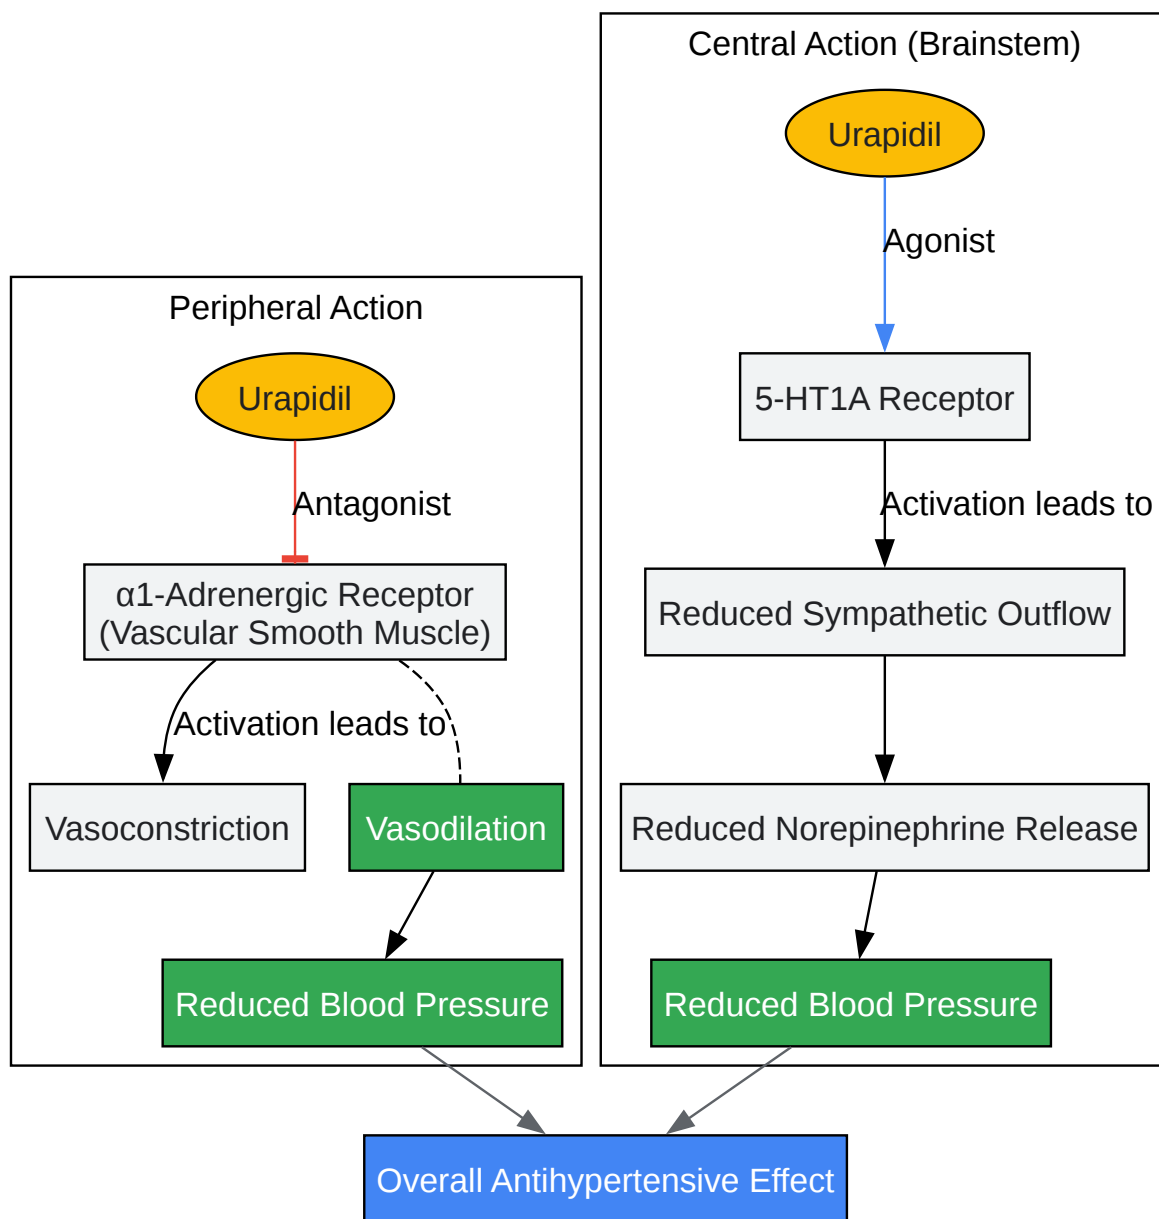 Peripheral Action
Urapidil
Antagonist
α1-Adrenergic Receptor
(Vascular Smooth Muscle)
Activation leads to
Vasoconstriction
Vasodilation
Reduced Blood Pressure
Central Action (Brainstem)
Urapidil
Agonist
5-HT1A Receptor
Activation leads to
Reduced Sympathetic Outflow
Reduced Norepinephrine Release
Reduced Blood Pressure
Overall Antihypertensive Effect